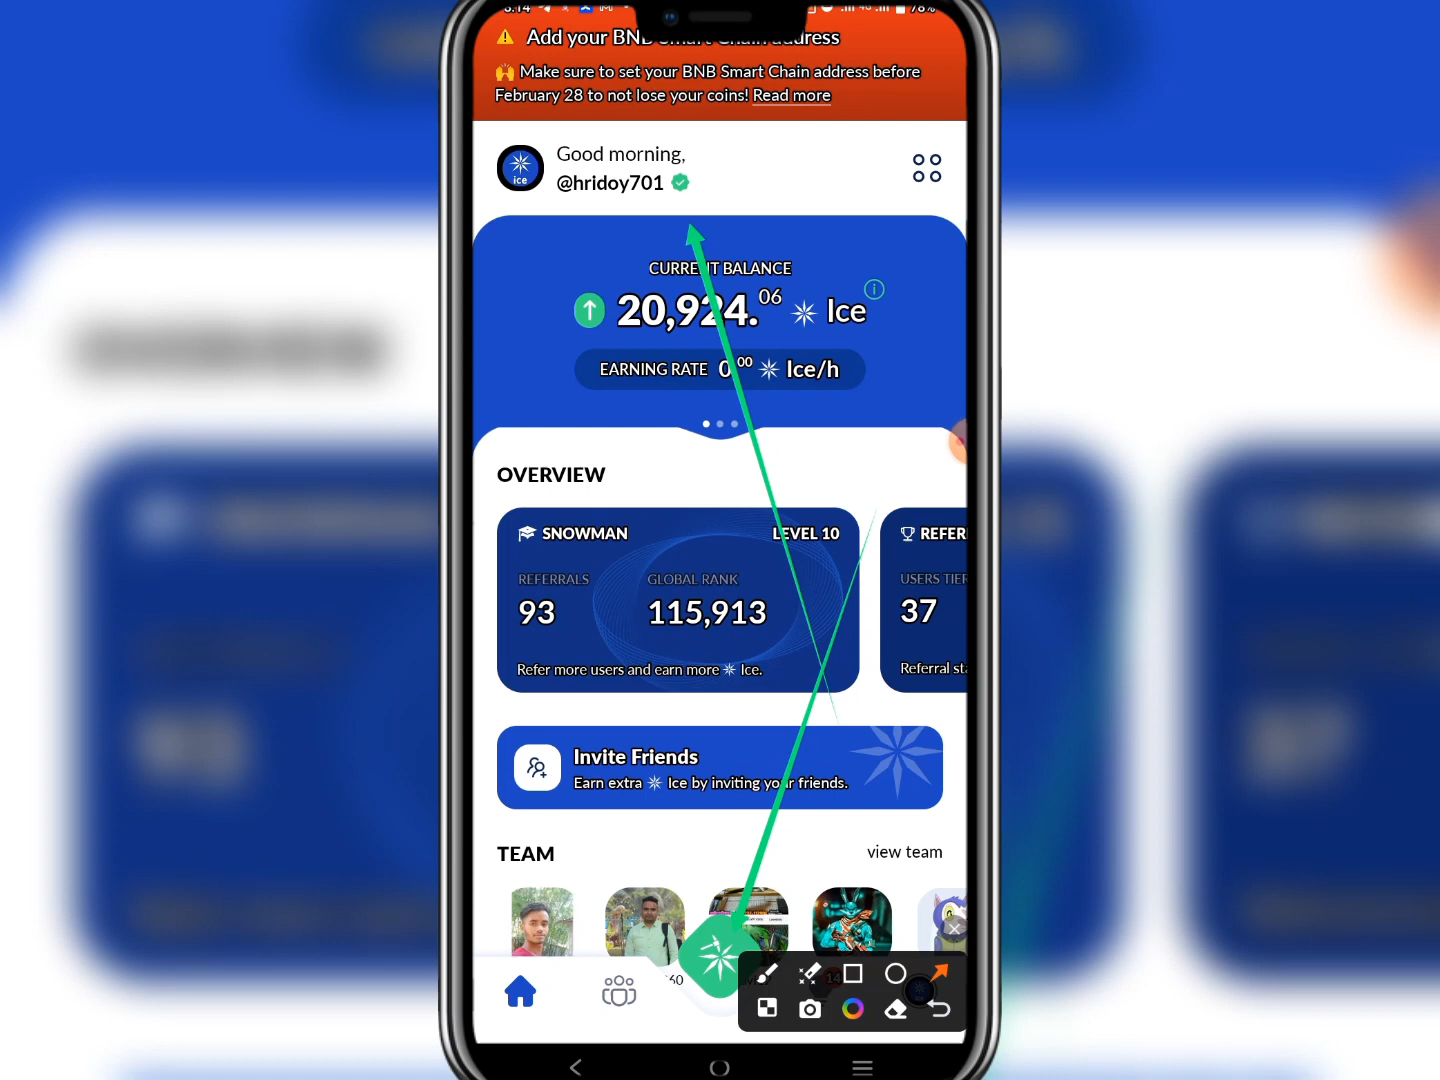 Add your BNB Smart Chain address
Make sure to set your BNB Smart Chain address before
February 28 to not lose your coins! Read more
Good morning,
@hridoy701
ice
CURRENT BALANCE
20,924.06 Ice
EARNING RATE 0.00 Ice/h
OVERVIEW
SNOWMAN LEVEL 10
REFERRALS GLOBAL RANK
93 115,913
Refer more users and earn more Ice.
USERS TIER
37
Referral
Invite Friends
Earn extra Ice by inviting your friends.
TEAM view team